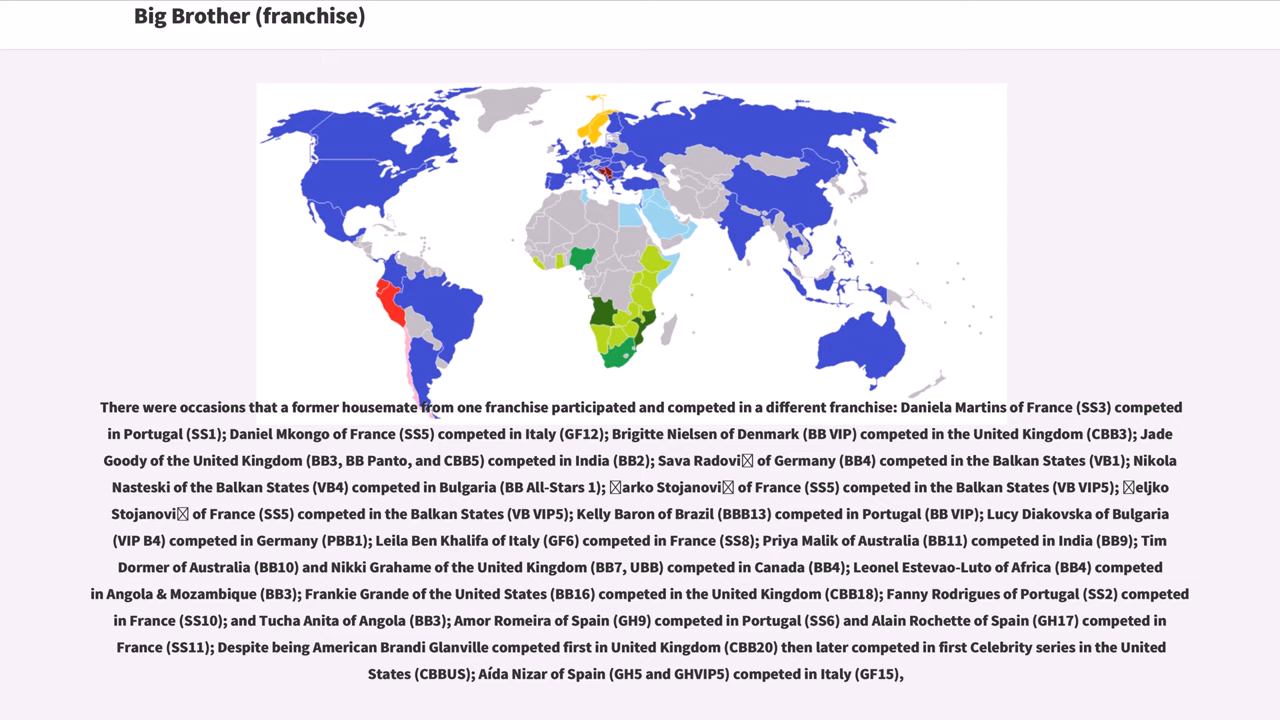 Big Brother (franchise)
There were occasions that a former housemate from one franchise participated and competed in a different franchise: Daniela Martins of France (SS3) competed
in Portugal (SS1); Daniel Mkongo of France (SS5) competed in Italy (GF12); Brigitte Nielsen of Denmark (BB VIP) competed in the United Kingdom (CBB3); Jade
Goody of the United Kingdom (BB3, BB Panto, and CBB5) competed in India (BB2); Sava Radovi□ of Germany (BB4) competed in the Balkan States (VB1); Nikola
Nasteski of the Balkan States (VB4) competed in Bulgaria (BB All-Stars 1); □arko Stojanovi□ of France (SS5) competed in the Balkan States (VB VIP5); □eljko
Stojanovi□ of France (SS5) competed in the Balkan States (VB VIP5); Kelly Baron of Brazil (BBB13) competed in Portugal (BB VIP); Lucy Diakovska of Bulgaria
(VIP B4) competed in Germany (PBB1); Leila Ben Khalifa of Italy (GF6) competed in France (SS8); Priya Malik of Australia (BB11) competed in India (BB9); Tim
Dormer of Australia (BB10) and Nikki Grahame of the United Kingdom (BB7, UBB) competed in Canada (BB4); Leonel Estevao-Luto of Africa (BB4) competed
in Angola & Mozambique (BB3); Frankie Grande of the United States (BB16) competed in the United Kingdom (CBB18); Fanny Rodrigues of Portugal (SS2) competed
in France (SS10); and Tucha Anita of Angola (BB3); Amor Romeira of Spain (GH9) competed in Portugal (SS6) and Alain Rochette of Spain (GH17) competed in
France (SS11); Despite being American Brandi Glanville competed first in United Kingdom (CBB20) then later competed in first Celebrity series in the United
States (CBBUS); Aída Nizar of Spain (GH5 and GHVIP5) competed in Italy (GF15),